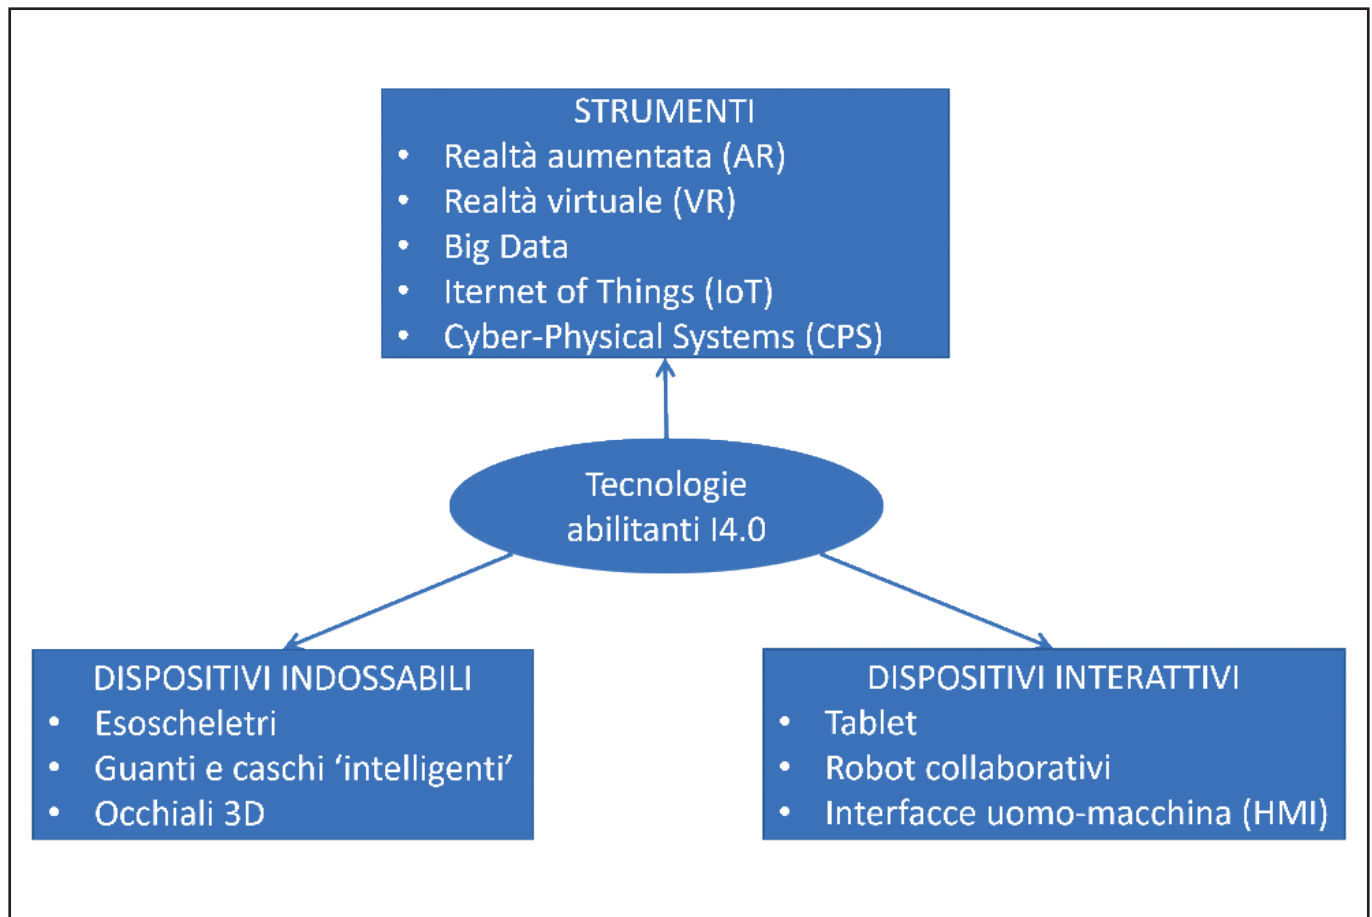 STRUMENTI
• Realtà aumentata (AR)
• Realtà virtuale (VR)
• Big Data
• Iternet of Things (IoT)
• Cyber-Physical Systems (CPS)
Tecnologie
abilitanti I4.0
DISPOSITIVI INDOSSABILI
• Esoscheletri
• Guanti e caschi ‘intelligenti’
• Occhiali 3D
DISPOSITIVI INTERATTIVI
• Tablet
• Robot collaborativi
• Interfacce uomo-macchina (HMI)